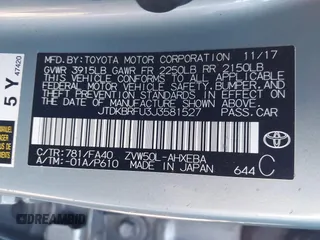 MFD. BY: TOYOTA MOTOR CORPORATION 11/17
GVWR 3915LB GAWR FR 2250LB RR 2150LB
THIS VEHICLE CONFORMS TO ALL APPLICABLE
FEDERAL MOTOR VEHICLE SAFETY, BUMPER, AND
THEFT PREVENTION STANDARDS IN EFFECT ON
THE DATE OF MANUFACTURE SHOWN ABOVE.
JTDKBRFU3J3581527 PASS.CAR
C/TR: 781/FA40 ZVW50L-AHXEBA
A/TM: -01A/P610 MADE IN JAPAN 644 C
5 Y
47420
DREAMBID